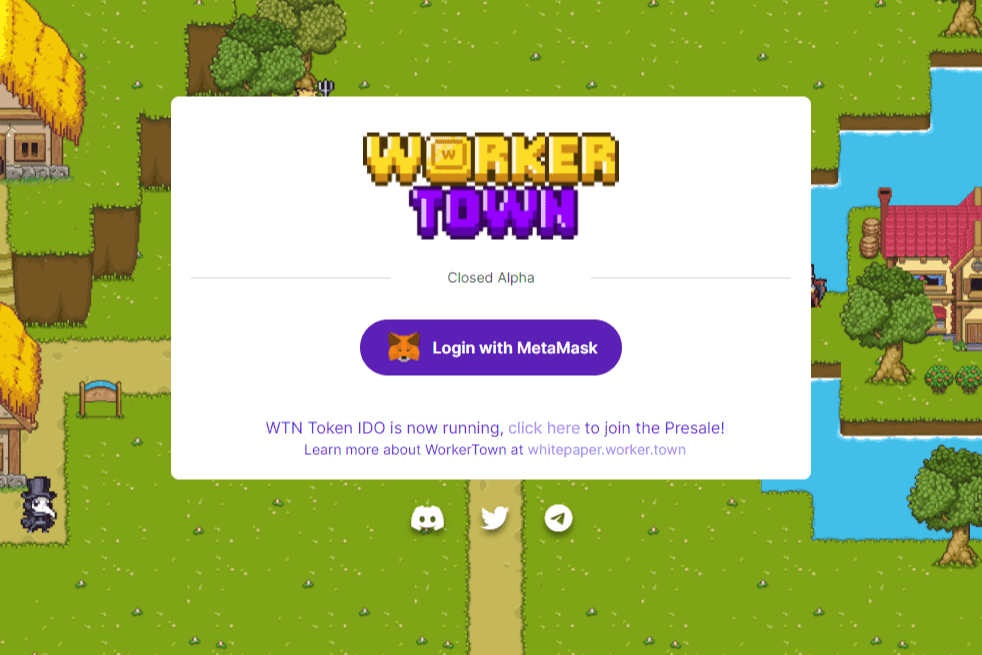 WORKER
TOWN
Closed Alpha
Login with MetaMask
WTN Token IDO is now running, click here to join the Presale!
Learn more about WorkerTown at whitepaper.worker.town